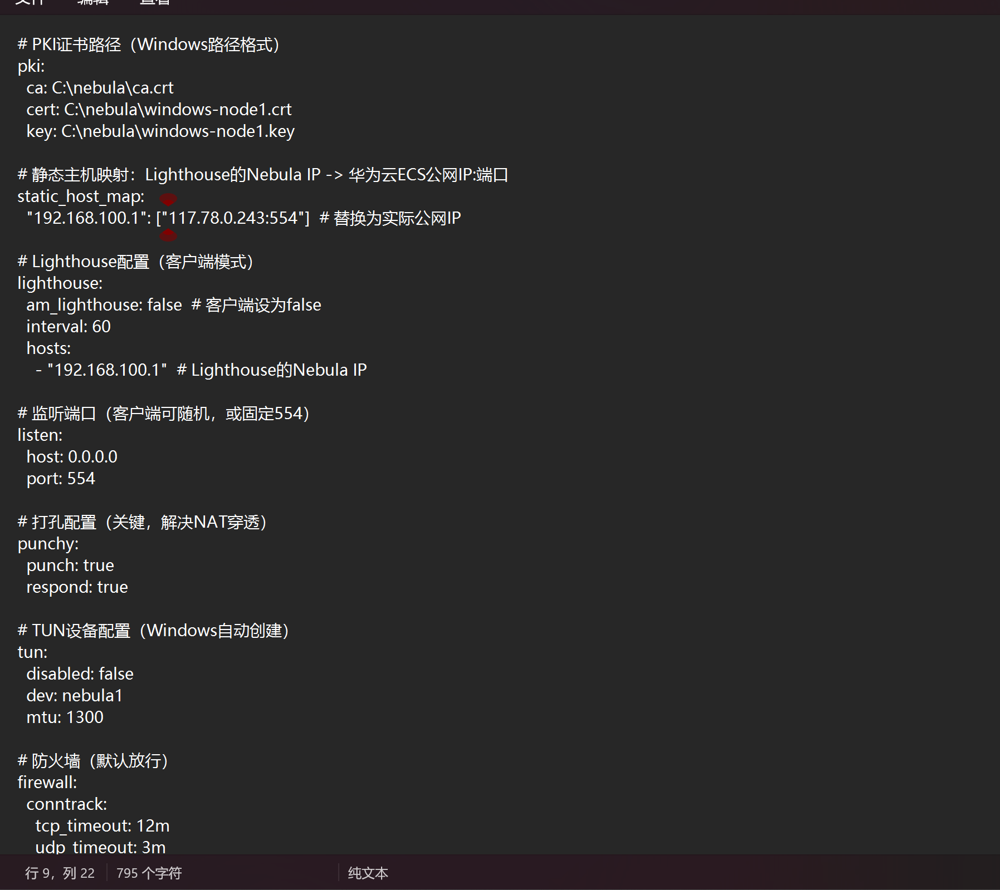 文件 编辑 查看
# PKI证书路径（Windows路径格式）
pki:
  ca: C:\nebula\ca.crt
  cert: C:\nebula\windows-node1.crt
  key: C:\nebula\windows-node1.key
# 静态主机映射：Lighthouse的Nebula IP -> 华为云ECS公网IP:端口
static_host_map:
  "192.168.100.1": ["117.78.0.243:554"]  # 替换为实际公网IP
# Lighthouse配置（客户端模式）
lighthouse:
  am_lighthouse: false  # 客户端设为false
  interval: 60
  hosts:
    - "192.168.100.1"  # Lighthouse的Nebula IP
# 监听端口（客户端可随机，或固定554）
listen:
  host: 0.0.0.0
  port: 554
# 打孔配置（关键，解决NAT穿透）
punchy:
  punch: true
  respond: true
# TUN设备配置（Windows自动创建）
tun:
  disabled: false
  dev: nebula1
  mtu: 1300
# 防火墙（默认放行）
firewall:
  conntrack:
    tcp_timeout: 12m
    udp_timeout: 3m
行 9，列 22 795 个字符 纯文本